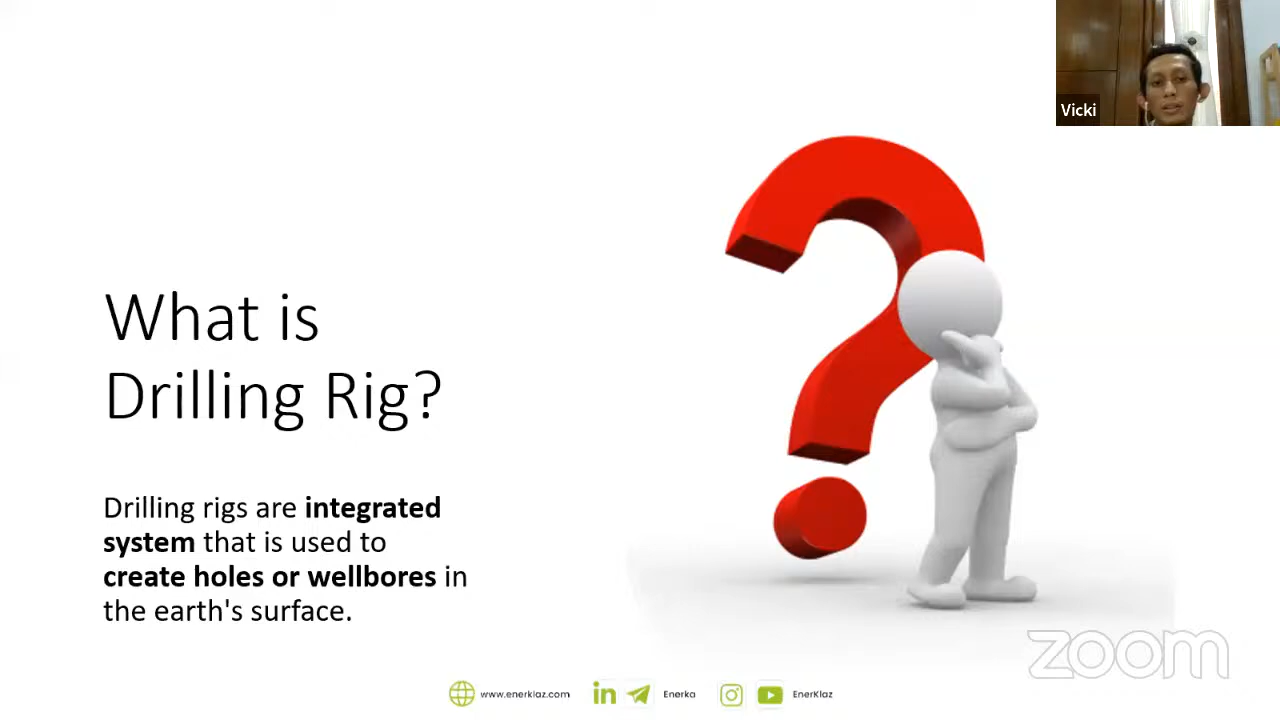 Vicki
What is
Drilling Rig?
Drilling rigs are integrated
system that is used to
create holes or wellbores in
the earth's surface.
zoom
www.enerklaz.com
in
Enerka
EnerKlaz